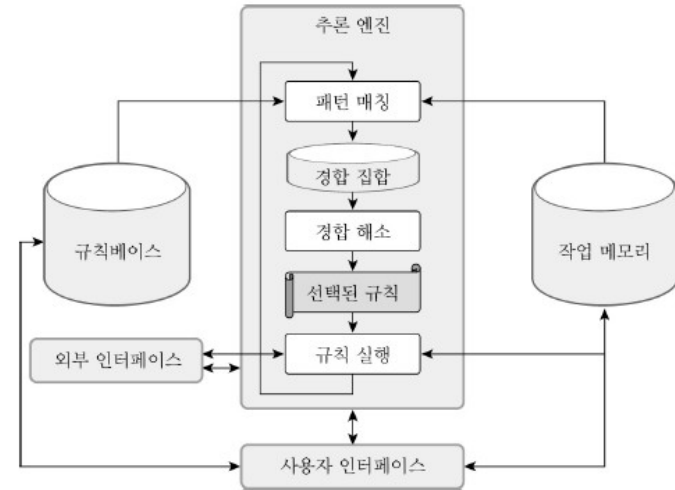 추론 엔진
패턴 매칭
경합 집합
규칙베이스
경합 해소
작업 메모리
선택된 규칙
외부 인터페이스
규칙 실행
사용자 인터페이스